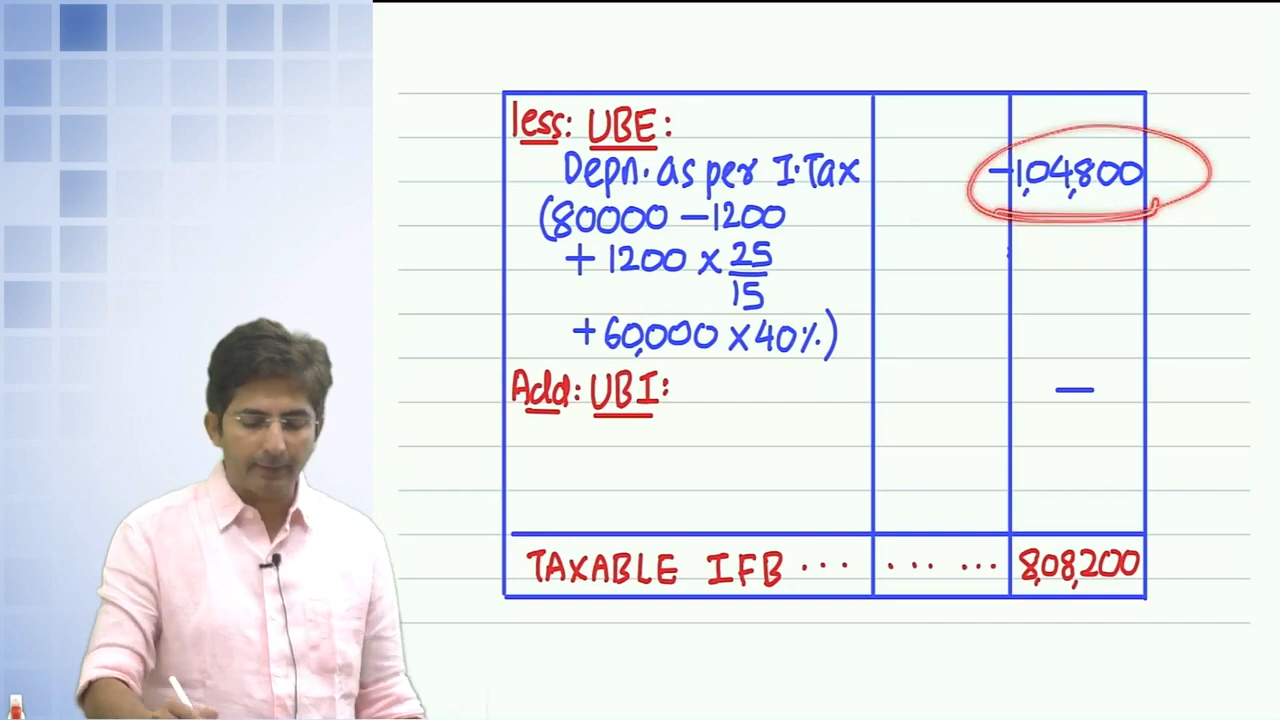 less: UBE:
Depn. as per I.Tax -1,04,800
(80000 - 1200
+ 1200 × 25/15
+ 60,000 × 40%)
Add: UBI: —
TAXABLE IFB ... ... ... 8,08,200